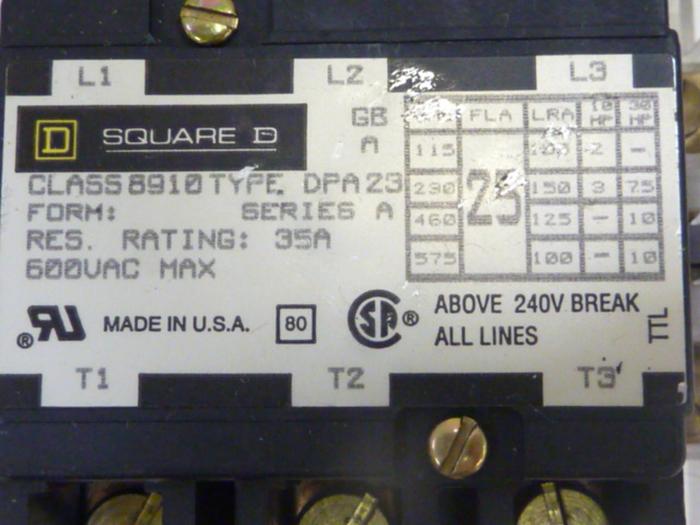 L1 L2 L3
D SQUARE D
GB
A
CLASS 8910 TYPE DPA23
FORM: SERIES A
RES. RATING: 35A
600VAC MAX
FLA LRA 1Ø HP 3Ø HP
115 2 -
230 25 150 3 7.5
460 125 - 10
575 100 - 10
MADE IN U.S.A. 80
ABOVE 240V BREAK
ALL LINES
TTL
T1 T2 T3